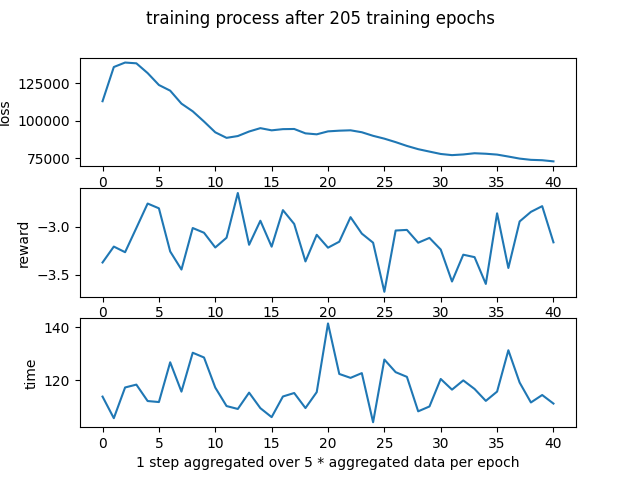 training process after 205 training epochs
125000
100000
75000
loss
0 5 10 15 20 25 30 35 40
−3.0
−3.5
reward
0 5 10 15 20 25 30 35 40
140
120
time
0 5 10 15 20 25 30 35 40
1 step aggregated over 5 * aggregated data per epoch